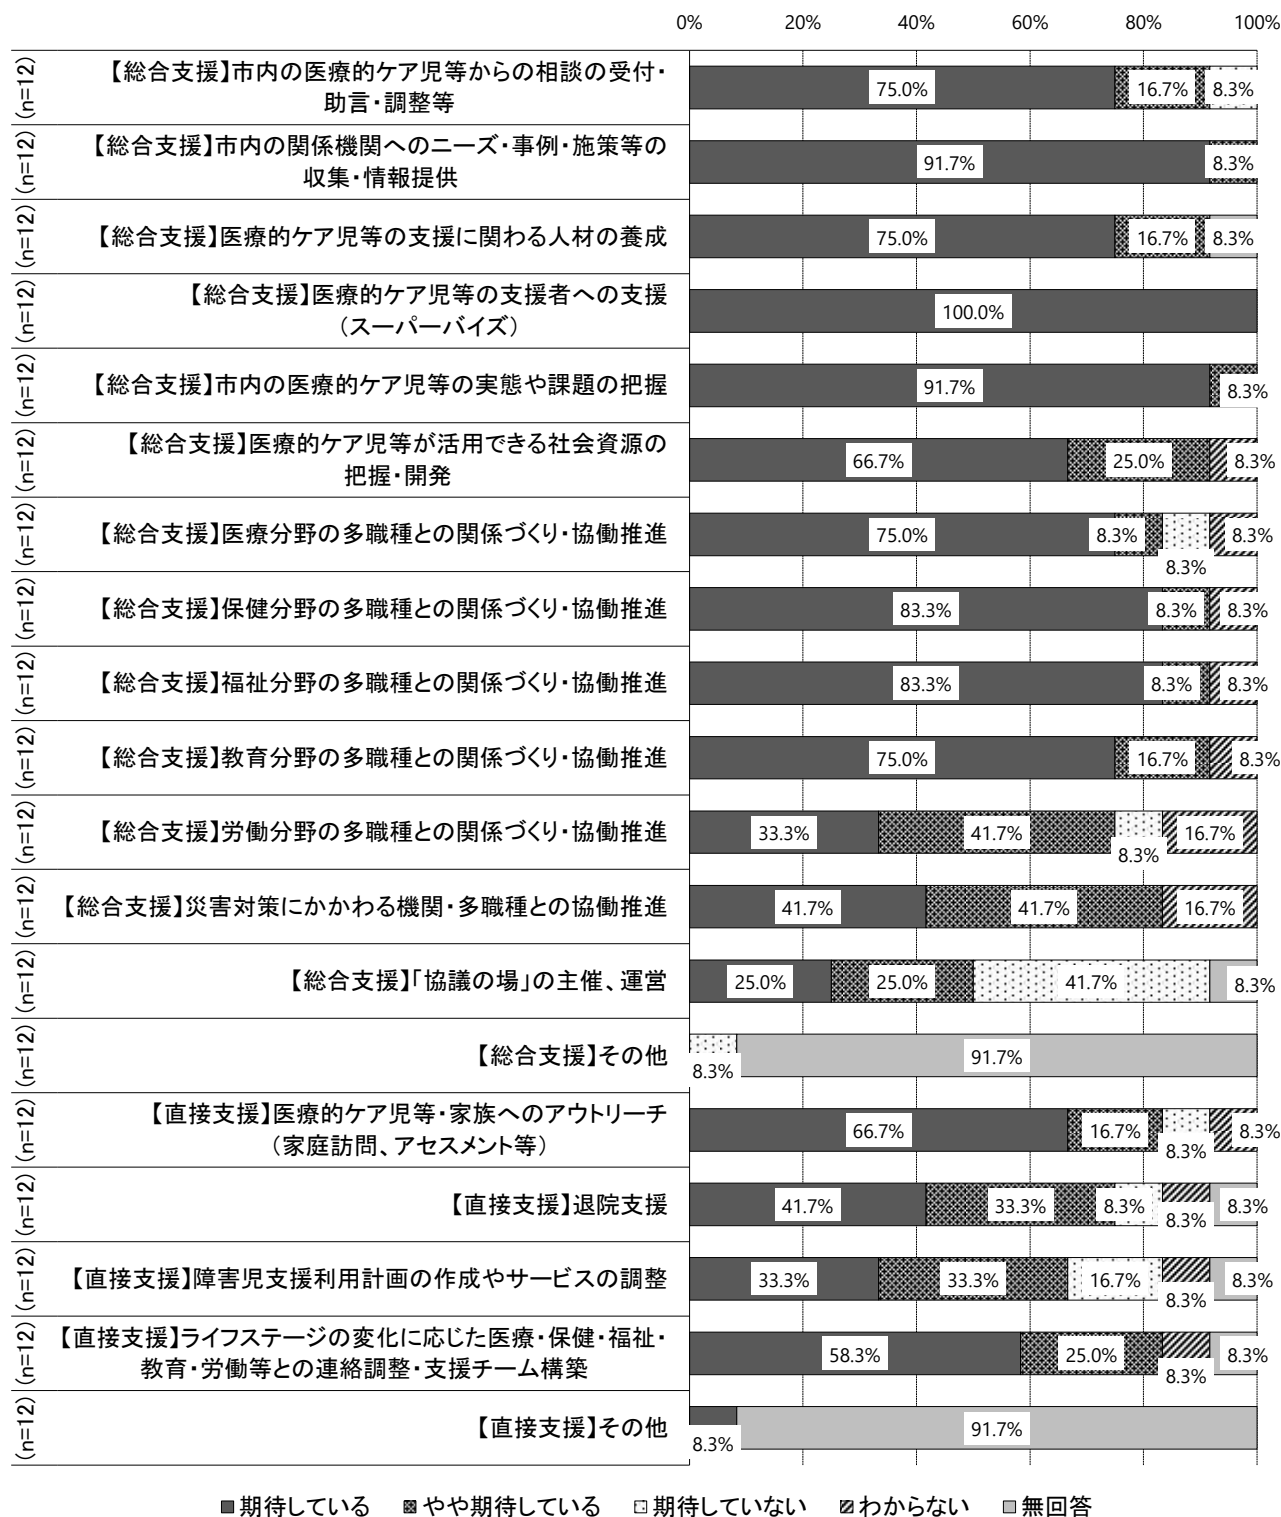 0% 20% 40% 60% 80% 100%
(n=12) 【総合支援】市内の医療的ケア児等からの相談の受付・
助言・調整等
75.0% 16.7% 8.3%
(n=12) 【総合支援】市内の関係機関へのニーズ・事例・施策等の
収集・情報提供
91.7% 8.3%
(n=12) 【総合支援】医療的ケア児等の支援に関わる人材の養成
75.0% 16.7% 8.3%
(n=12) 【総合支援】医療的ケア児等の支援者への支援
(スーパーバイズ)
100.0%
(n=12) 【総合支援】市内の医療的ケア児等の実態や課題の把握
91.7% 8.3%
(n=12) 【総合支援】医療的ケア児等が活用できる社会資源の
把握・開発
66.7% 25.0% 8.3%
(n=12) 【総合支援】医療分野の多職種との関係づくり・協働推進
75.0% 8.3% 8.3% 8.3%
(n=12) 【総合支援】保健分野の多職種との関係づくり・協働推進
83.3% 8.3% 8.3%
(n=12) 【総合支援】福祉分野の多職種との関係づくり・協働推進
83.3% 8.3% 8.3%
(n=12) 【総合支援】教育分野の多職種との関係づくり・協働推進
75.0% 16.7% 8.3%
(n=12) 【総合支援】労働分野の多職種との関係づくり・協働推進
33.3% 41.7% 8.3% 16.7%
(n=12) 【総合支援】災害対策にかかわる機関・多職種との協働推進
41.7% 41.7% 16.7%
(n=12) 【総合支援】「協議の場」の主催、運営
25.0% 25.0% 41.7% 8.3%
(n=12) 【総合支援】その他
8.3% 91.7%
(n=12) 【直接支援】医療的ケア児等・家族へのアウトリーチ
(家庭訪問、アセスメント等)
66.7% 16.7% 8.3% 8.3%
(n=12) 【直接支援】退院支援
41.7% 33.3% 8.3% 8.3% 8.3%
(n=12) 【直接支援】障害児支援利用計画の作成やサービスの調整
33.3% 33.3% 16.7% 8.3% 8.3%
(n=12) 【直接支援】ライフステージの変化に応じた医療・保健・福祉・
教育・労働等との連絡調整・支援チーム構築
58.3% 25.0% 8.3% 8.3%
(n=12) 【直接支援】その他
8.3% 91.7%
期待している やや期待している 期待していない わからない 無回答